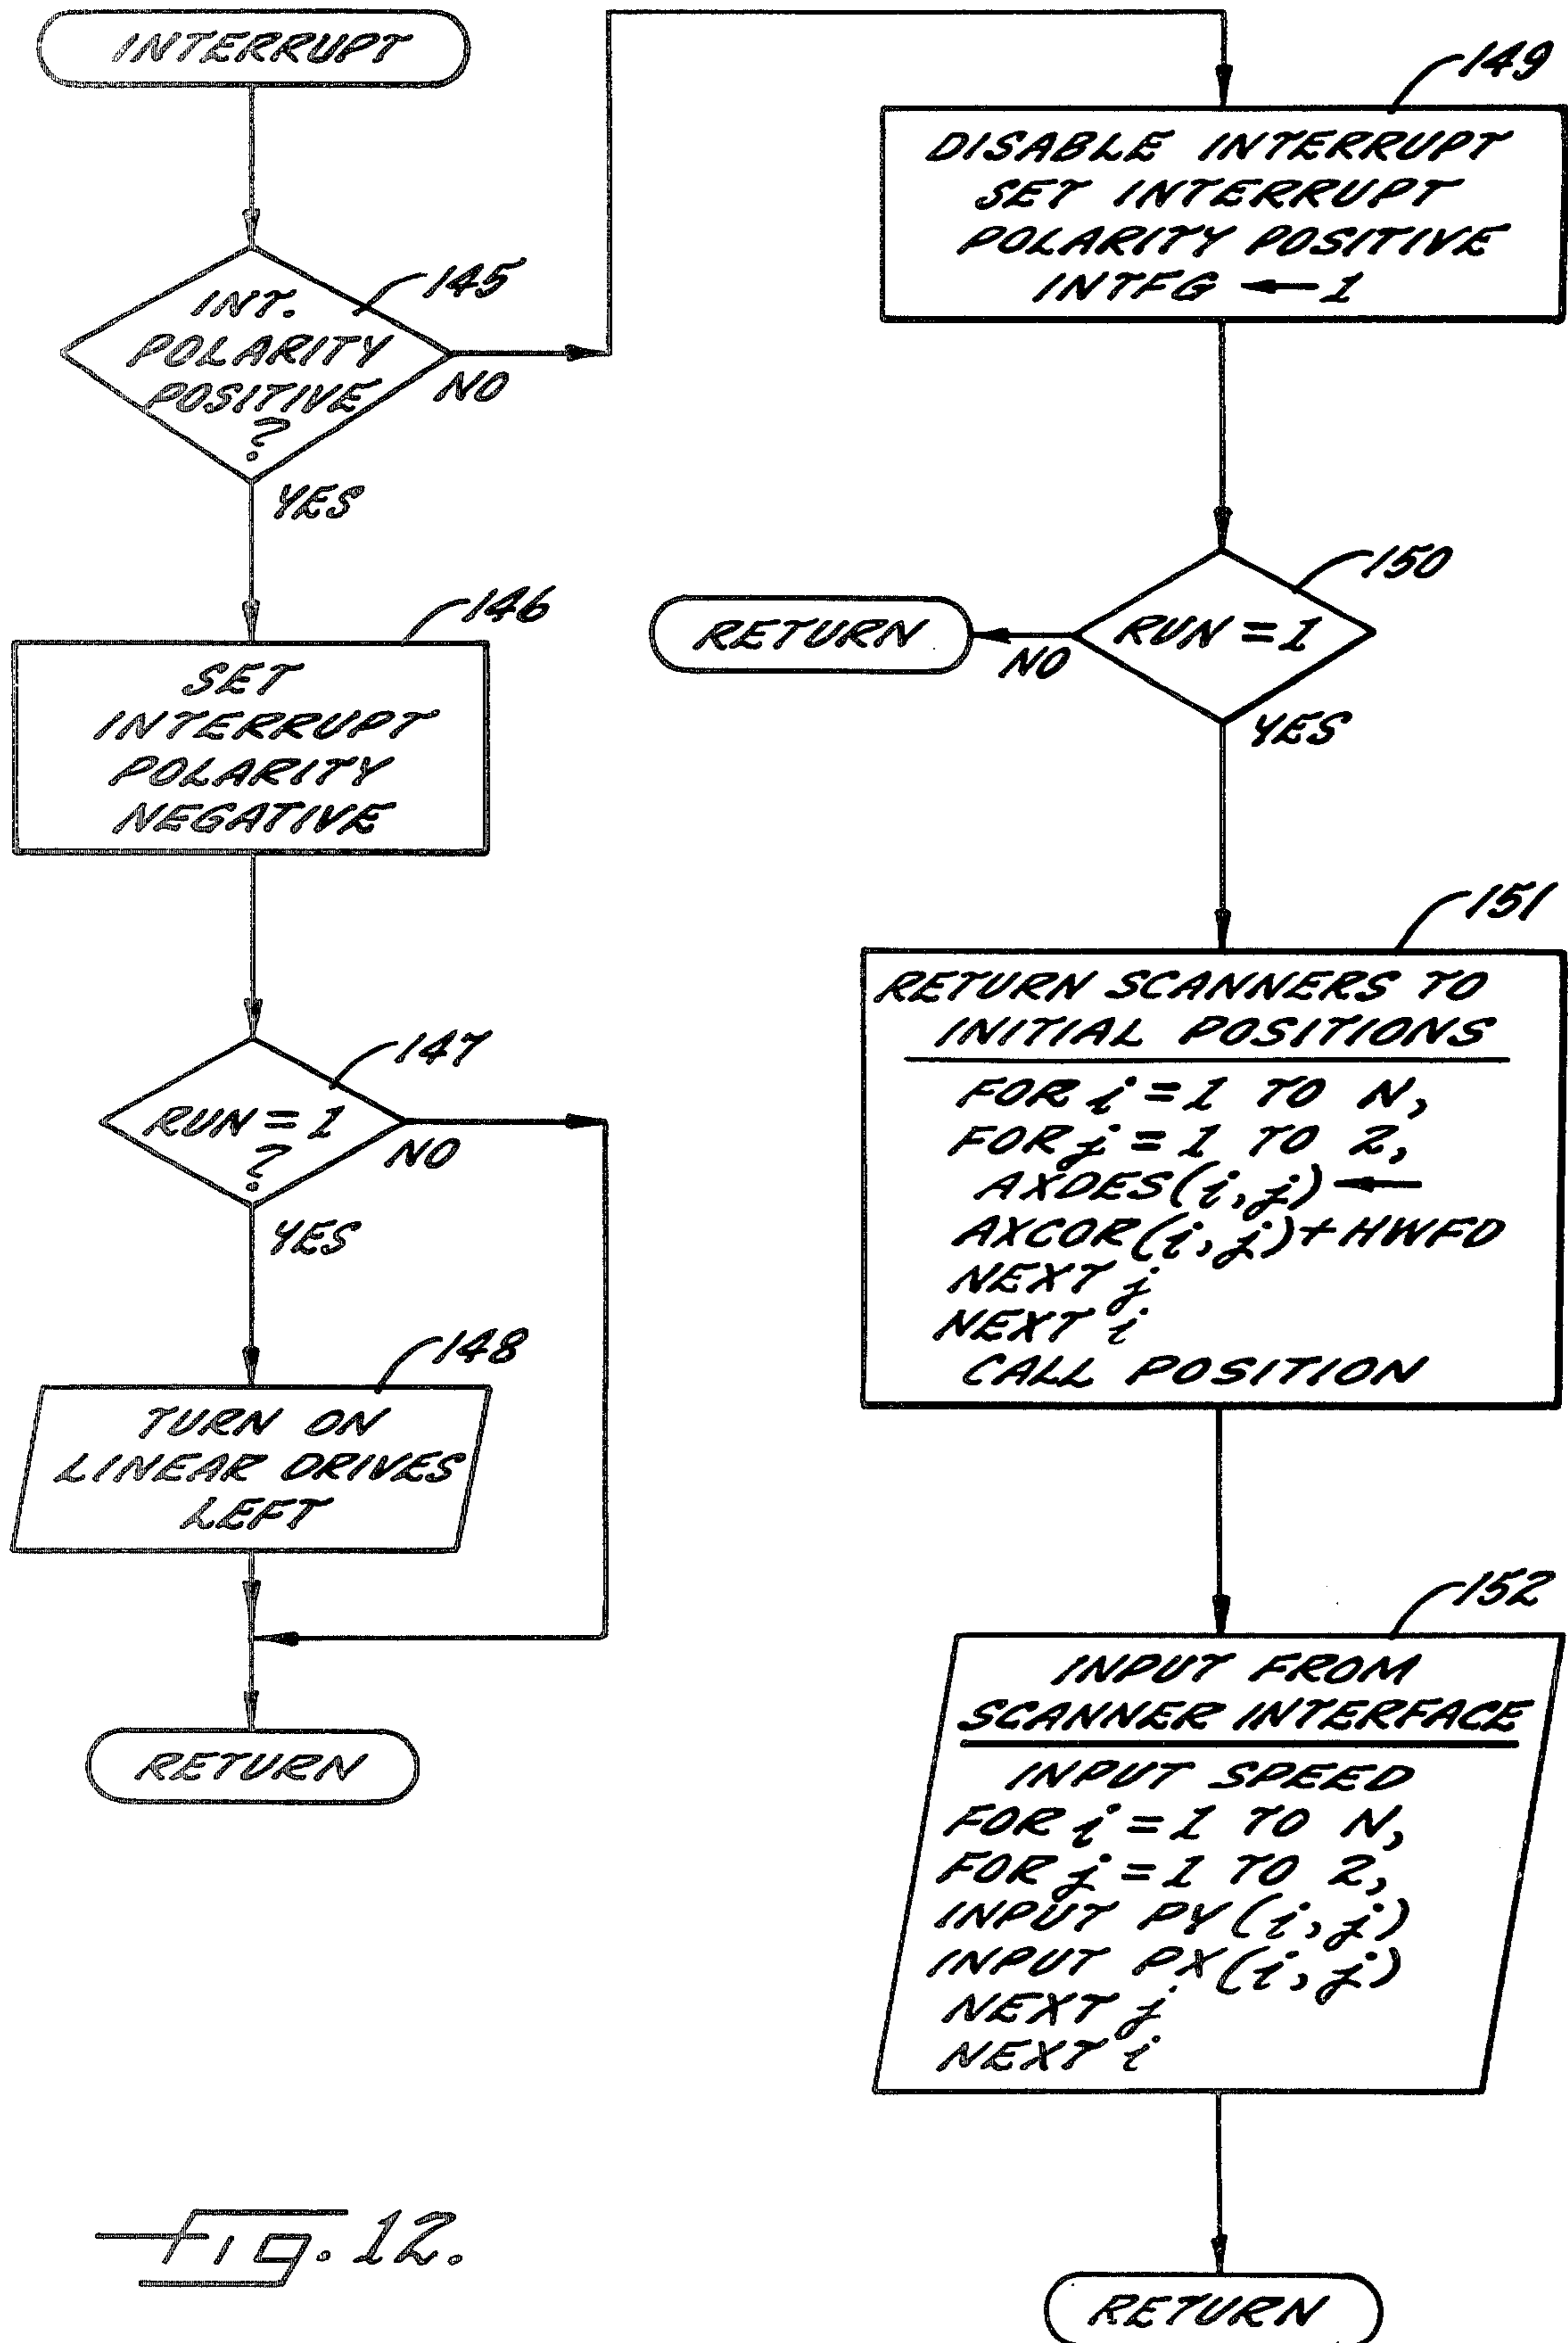 INTERRUPT
145
INT.
POLARITY
POSITIVE
?
NO
YES
146
SET
INTERRUPT
POLARITY
NEGATIVE
147
RUN = 1
?
NO
YES
148
TURN ON
LINEAR DRIVES
LEFT
RETURN
149
DISABLE INTERRUPT
SET INTERRUPT
POLARITY POSITIVE
INTFG ← 1
150
RUN = 1
NO
RETURN
YES
151
RETURN SCANNERS TO
INITIAL POSITIONS
FOR i = 1 TO N,
FOR j = 1 TO 2,
AXDES(i,j) ←
AXCOR(i,j)+HWFD
NEXT j
NEXT i
CALL POSITION
152
INPUT FROM
SCANNER INTERFACE
INPUT SPEED
FOR i = 1 TO N,
FOR j = 1 TO 2,
INPUT PY(i,j)
INPUT PX(i,j)
NEXT j
NEXT i
RETURN
Fig. 12.